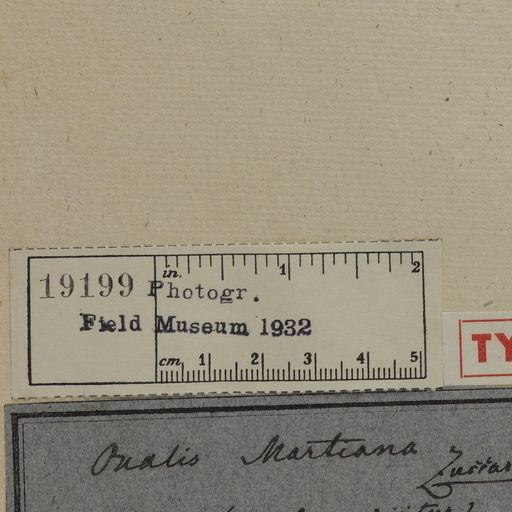 in. 1 2
19199 Photogr.
Field Museum 1932
cm 1 2 3 4 5
TY
Oxalis Martiana Zuccar